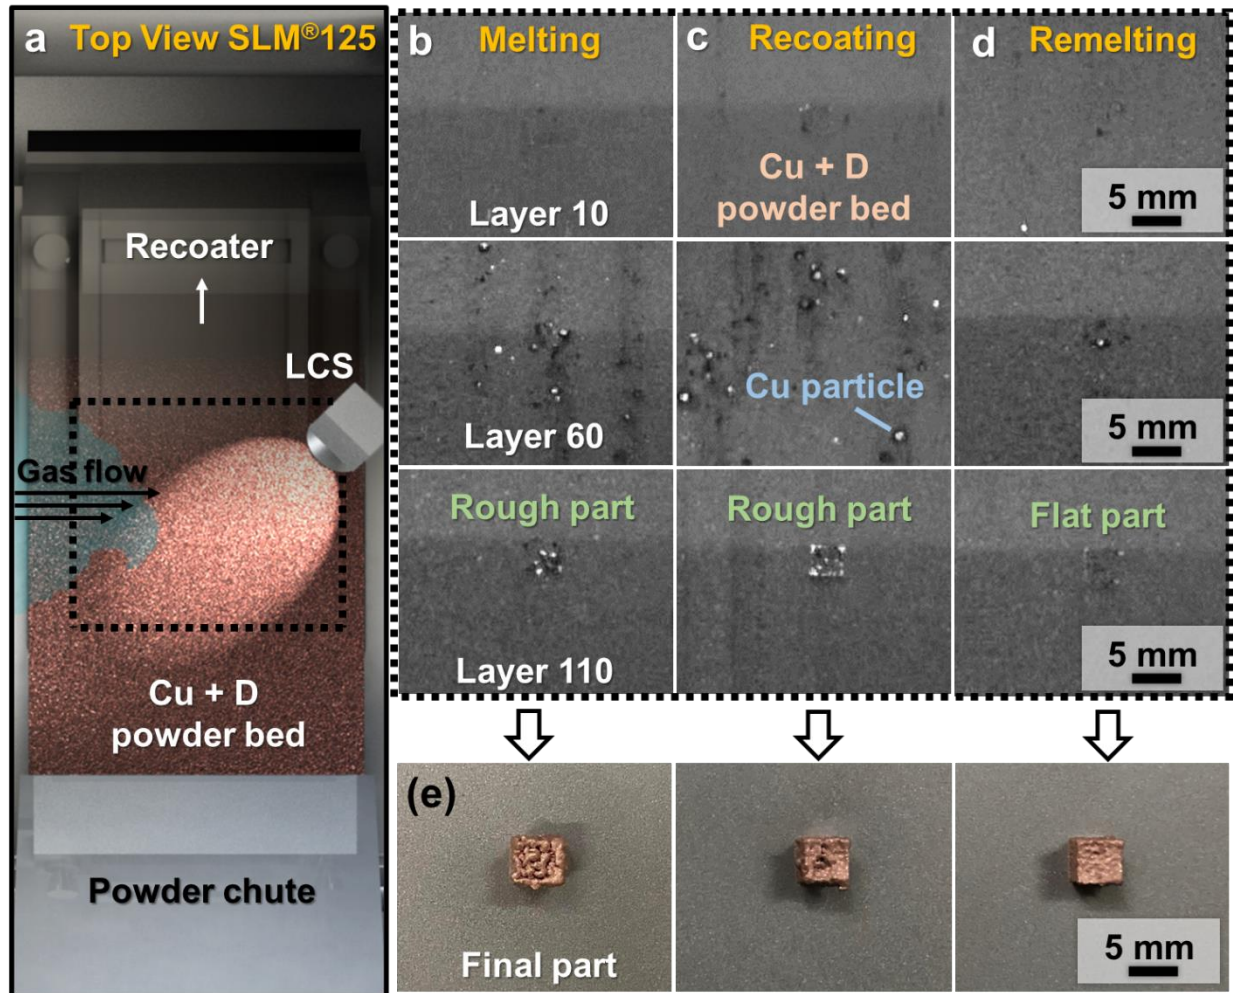 a Top View SLM®125
Recoater
LCS
Gas flow
Cu + D
powder bed
Powder chute
b Melting
c Recoating
d Remelting
Layer 10
Cu + D
powder bed
5 mm
Layer 60
Cu particle
5 mm
Rough part
Rough part
Flat part
Layer 110
5 mm
(e)
Final part
5 mm